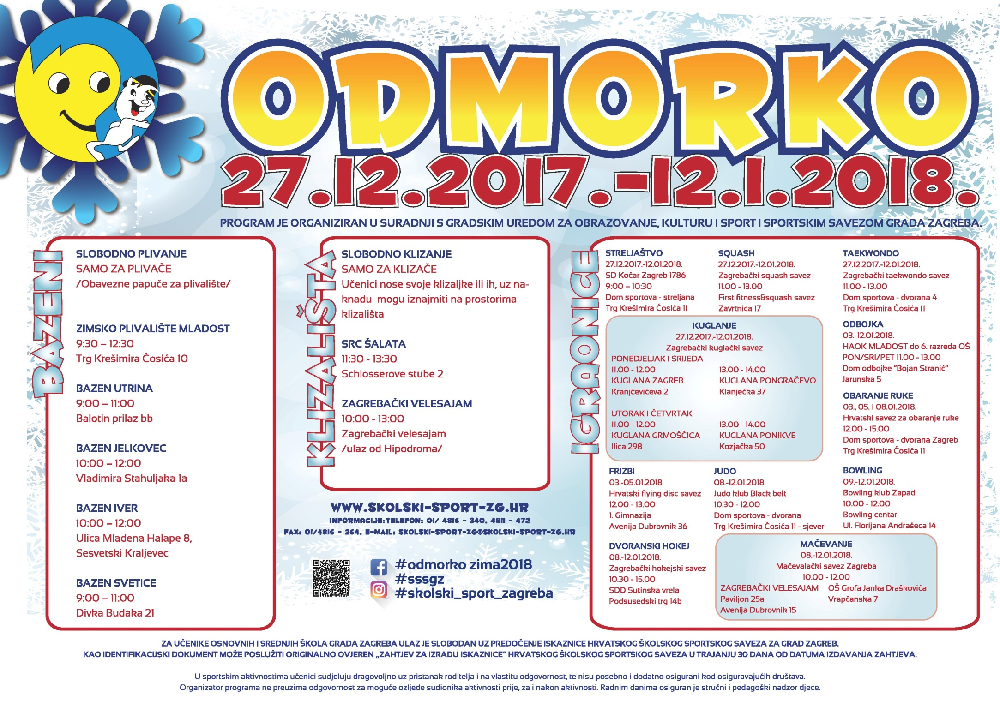 ODMORKO
27.12.2017.-12.1.2018.
PROGRAM JE ORGANIZIRAN U SURADNJI S GRADSKIM UREDOM ZA OBRAZOVANJE, KULTURU I SPORT I SPORTSKIM SAVEZOM GRADA ZAGREBA.
BAZENI
SLOBODNO PLIVANJE
SAMO ZA PLIVAČE
/Obavezne papuče za plivalište/
ZIMSKO PLIVALIŠTE MLADOST
9:30 – 12:30
Trg Krešimira Ćosića 10
BAZEN UTRINA
9:00 – 11:00
Balotin prilaz bb
BAZEN JELKOVEC
10:00 – 12:00
Vladimira Stahuljaka 1a
BAZEN IVER
10:00 – 12:00
Ulica Mladena Halape 8,
Sesvetski Kraljevec
BAZEN SVETICE
9:00 – 11:00
Divka Budaka 21
KLIZALIŠTA
SLOBODNO KLIZANJE
SAMO ZA KLIZAČE
Učenici nose svoje klizaljke ili ih, uz na-
knadu mogu iznajmiti na prostorima
klizališta
SRC ŠALATA
11:30 - 13:30
Schlosserove stube 2
ZAGREBAČKI VELESAJAM
10:00 - 13:00
Zagrebački velesajam
/ulaz od Hipodroma/
WWW.SKOLSKI-SPORT-ZG.HR
INFORMACIJE:TELEFON: 01/ 4816 - 340, 4811 - 472
FAX: 01/4816 - 264, E-MAIL: SKOLSKI-SPORT-ZG@SKOLSKI-SPORT-ZG.HR
#odmorko zima2018
#sssgz
#skolski_sport_zagreba
IGRAONICE
STRELJAŠTVO
27.12.2017.-12.01.2018.
SD Kočar Zagreb 1786
9:00 – 10:30
Dom sportova - streljana
Trg Krešimira Ćosića 11
SQUASH
27.12.2017.-12.01.2018.
Zagrebački squash savez
11.00 - 13.00
First fitness&squash savez
Zavrtnica 17
TAEKWONDO
27.12.2017.-12.01.2018.
Zagrebački taekwondo savez
11.00 - 13.00
Dom sportova - dvorana 4
Trg Krešimira Ćosića 11
KUGLANJE
27.12.2017.-12.01.2018.
Zagrebački kuglački savez
PONEDJELJAK I SRIJEDA
11.00 - 12.00
KUGLANA ZAGREB
Kranjčevićeva 2
13.00 - 14.00
KUGLANA PONGRAČEVO
Klanječka 37
UTORAK I ČETVRTAK
11.00 - 12.00
KUGLANA GRMOŠČICA
Ilica 298
13.00 - 14.00
KUGLANA PONIKVE
Kozjačka 50
ODBOJKA
03.-12.01.2018.
HAOK MLADOST do 6. razreda OŠ
PON/SRI/PET 11.00 - 13.00
Dom odbojke "Bojan Stranić"
Jarunska 5
OBARANJE RUKE
03., 05. i 08.01.2018.
Hrvatski savez za obaranje ruke
12.00 - 15.00
Dom sportova - dvorana Zagreb
Trg Krešimira Ćosića 11
FRIZBI
03.-05.01.2018.
Hrvatski flying disc savez
12.00 - 13.00
1. Gimnazija
Avenija Dubrovnik 36
JUDO
08.-12.01.2018.
Judo klub Black belt
10.30 - 12.00
Dom sportova - dvorana
Trg Krešimira Ćosića 11 - sjever
BOWLING
09.-12.01.2018.
Bowling klub Zapad
10.00 - 12.00
Bowling centar
Ul. Florijana Andrašeca 14
DVORANSKI HOKEJ
08.-12.01.2018.
Zagrebački hokejski savez
10.30 - 15.00
SDD Sutinska vrela
Podsusedski trg 14b
MAČEVANJE
08.-12.01.2018.
Mačevalački savez Zagreba
10.00 - 12.00
ZAGREBAČKI VELESAJAM
Paviljon 25a
Avenija Dubrovnik 15
OŠ Grofa Janka Draškovića
Vrapčanska 7
ZA UČENIKE OSNOVNIH I SREDNJIH ŠKOLA GRADA ZAGREBA ULAZ JE SLOBODAN UZ PREDOČENJE ISKAZNICE HRVATSKOG ŠKOLSKOG SPORTSKOG SAVEZA ZA GRAD ZAGREB.
KAO IDENTIFIKACIJSKI DOKUMENT MOŽE POSLUŽITI ORIGINALNO OVJEREN „ZAHTJEV ZA IZRADU ISKAZNICE“ HRVATSKOG ŠKOLSKOG SPORTSKOG SAVEZA U TRAJANJU 30 DANA OD DATUMA IZDAVANJA ZAHTJEVA.
U sportskim aktivnostima učenici sudjeluju dragovoljno uz pristanak roditelja i na vlastitu odgovornost, te nisu posebno i dodatno osigurani kod osiguravajućih društava.
Organizator programa ne preuzima odgovornost za moguće ozljede sudionika aktivnosti prije, za i nakon aktivnosti. Radnim danima osiguran je stručni i pedagoški nadzor djece.